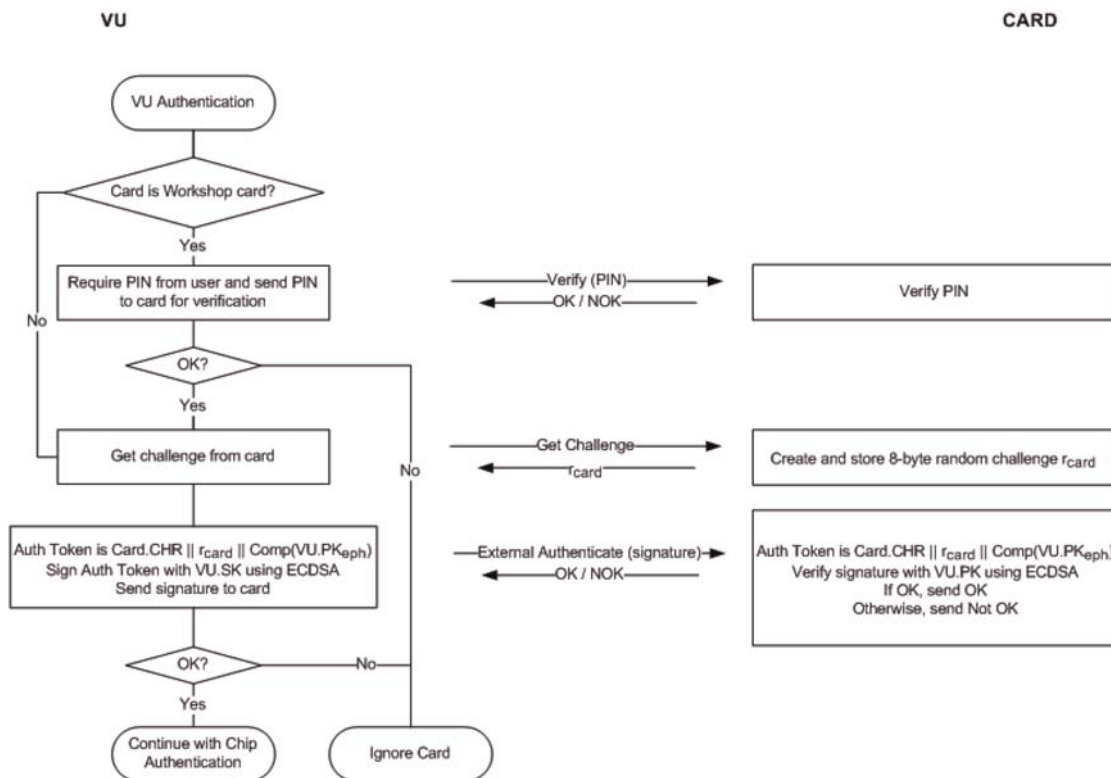 VU
CARD
VU Authentication
Card is Workshop card?
Yes
Require PIN from user and send PIN
to card for verification
Verify (PIN)
OK / NOK
Verify PIN
No
OK?
Yes
Get challenge from card
No
Get Challenge
rcard
Create and store 8-byte random challenge rcard
Auth Token is Card.CHR || rcard || Comp(VU.PKeph)
Sign Auth Token with VU.SK using ECDSA
Send signature to card
External Authenticate (signature)
OK / NOK
Auth Token is Card.CHR || rcard || Comp(VU.PKeph)
Verify signature with VU.PK using ECDSA
If OK, send OK
Otherwise, send Not OK
OK?
No
Yes
Continue with Chip
Authentication
Ignore Card